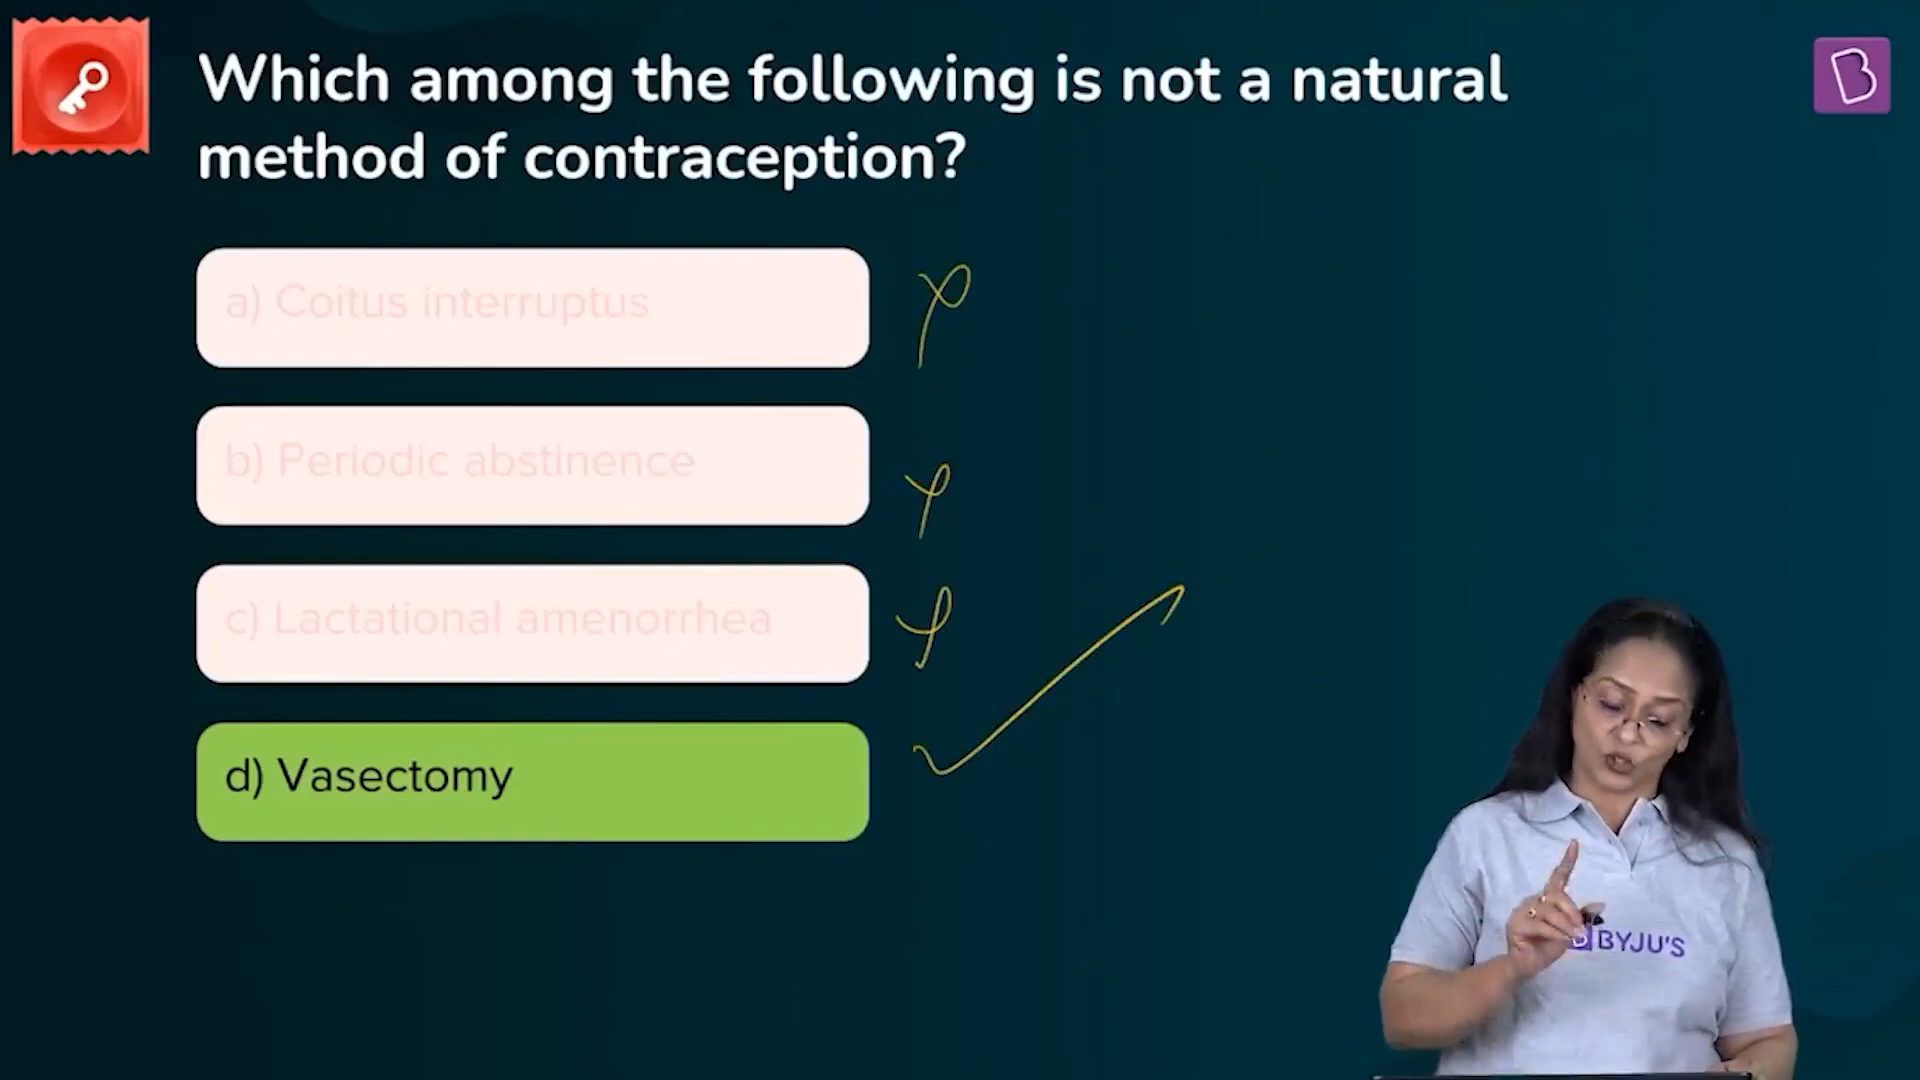 Which among the following is not a natural
method of contraception?
a) Coitus interruptus
b) Periodic abstinence
c) Lactational amenorrhea
d) Vasectomy
B
BYJU'S